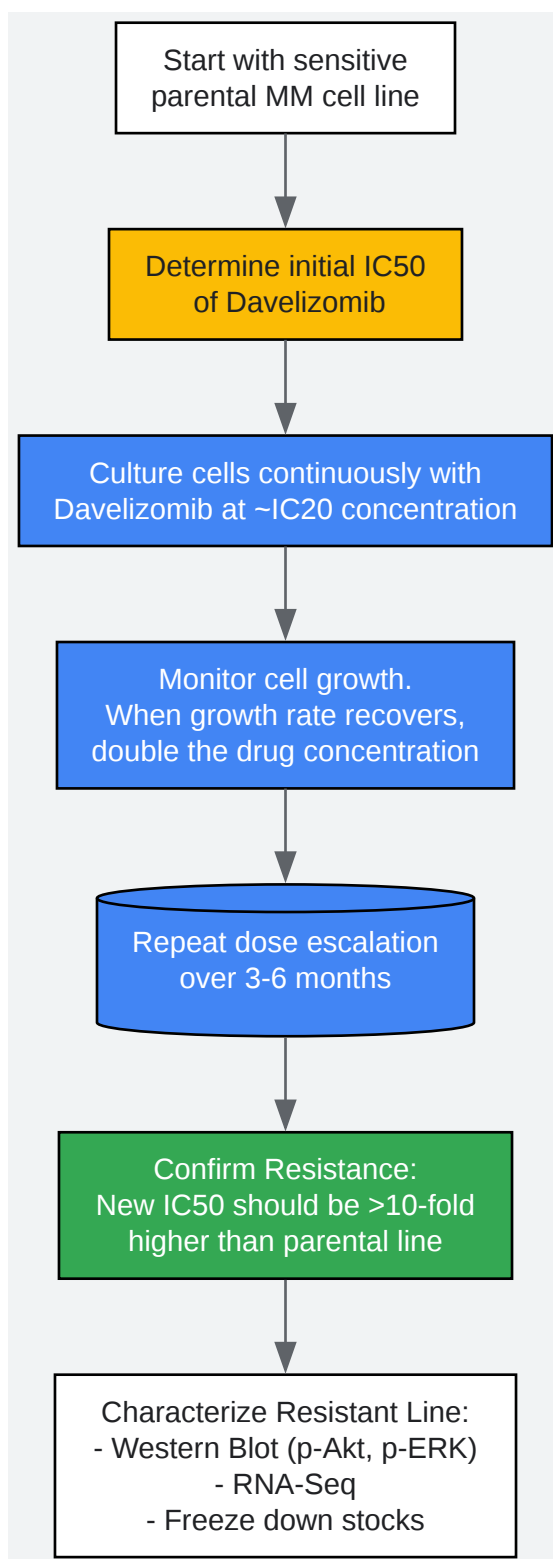 Start with sensitive
parental MM cell line
Determine initial IC50
of Davelizomib
Culture cells continuously with
Davelizomib at ~IC20 concentration
Monitor cell growth.
When growth rate recovers,
double the drug concentration
Repeat dose escalation
over 3-6 months
Confirm Resistance:
New IC50 should be >10-fold
higher than parental line
Characterize Resistant Line:
- Western Blot (p-Akt, p-ERK)
- RNA-Seq
- Freeze down stocks